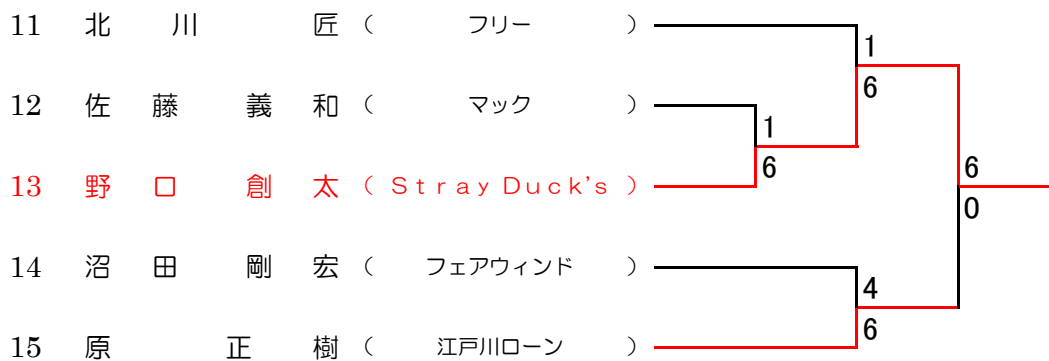 11 北 川 匠 ( フリー )
1
6
12 佐 藤 義 和 ( マック )
1
6
13 野 口 創 太 ( Stray Duck's )
6
0
14 沼 田 剛 宏 ( フェアウィンド )
4
6
15 原 正 樹 ( 江戸川ローン )